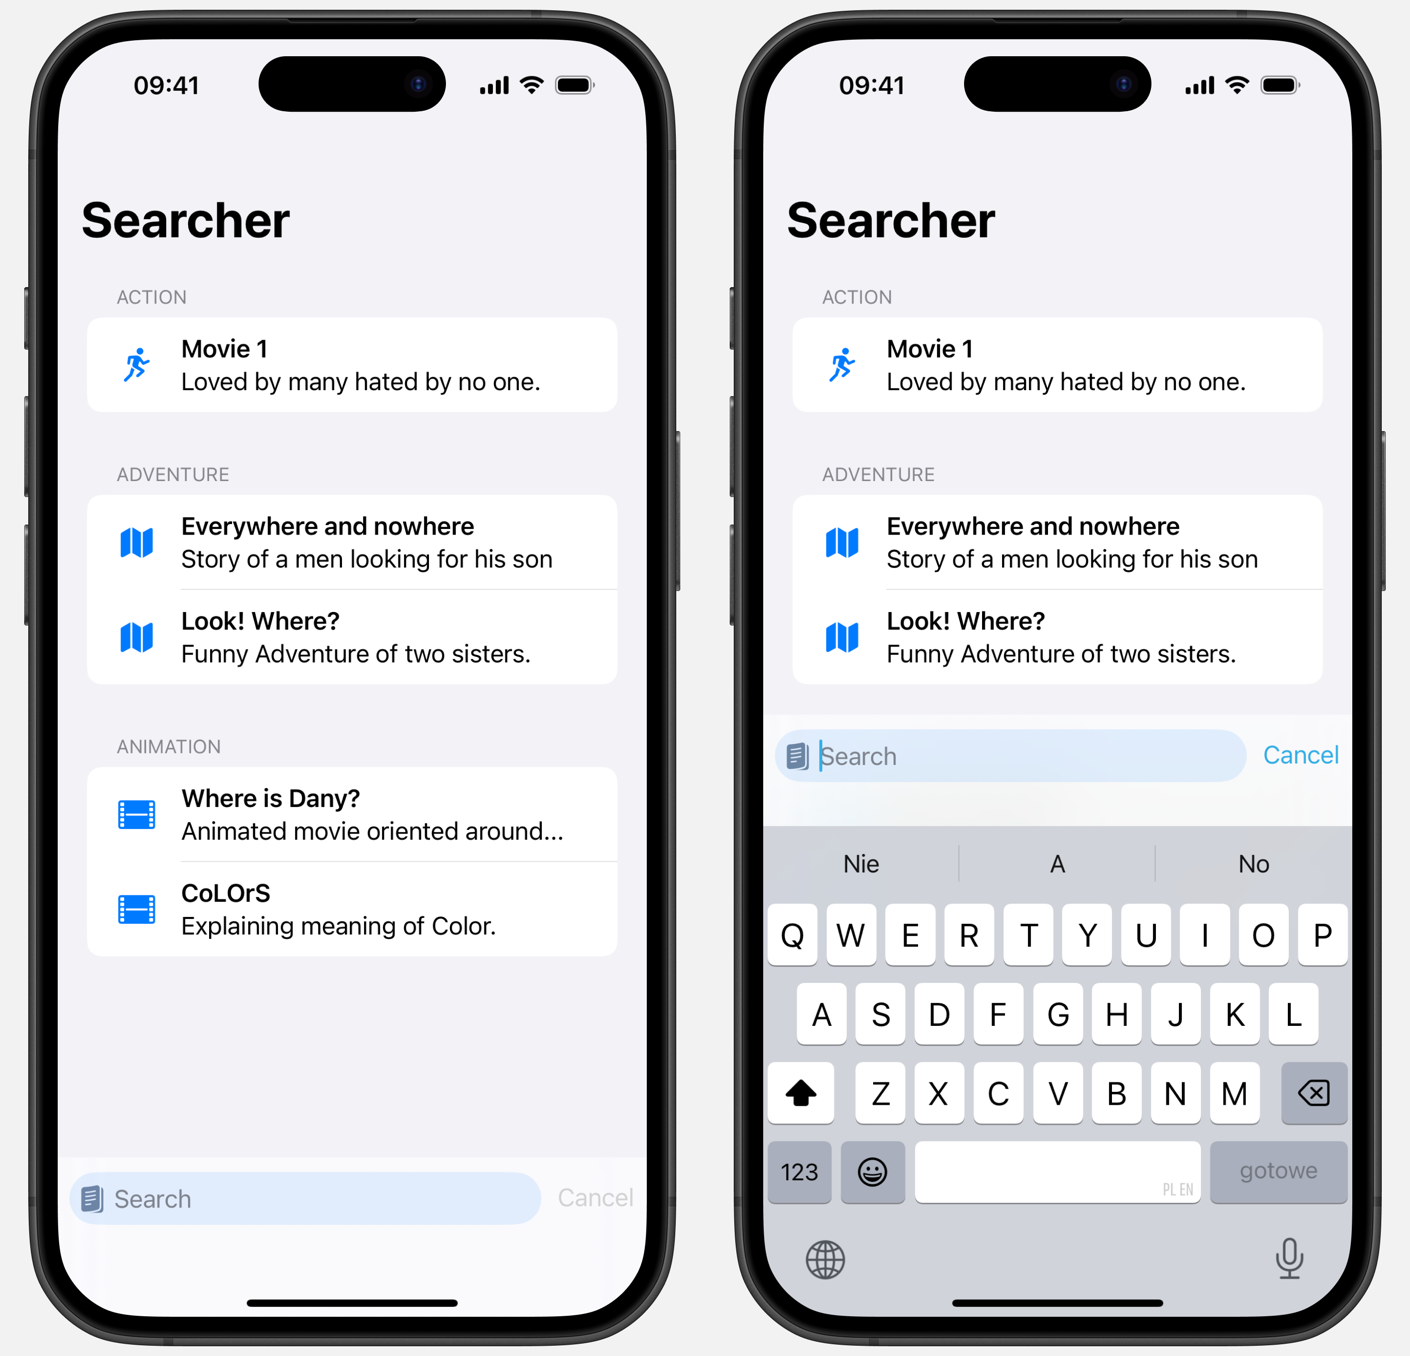 09:41
Searcher
ACTION
Movie 1
Loved by many hated by no one.
ADVENTURE
Everywhere and nowhere
Story of a men looking for his son
Look! Where?
Funny Adventure of two sisters.
ANIMATION
Where is Dany?
Animated movie oriented around...
CoLOrS
Explaining meaning of Color.
Search Cancel
09:41
Searcher
ACTION
Movie 1
Loved by many hated by no one.
ADVENTURE
Everywhere and nowhere
Story of a men looking for his son
Look! Where?
Funny Adventure of two sisters.
Search Cancel
Nie A No
Q W E R T Y U I O P
A S D F G H J K L
Z X C V B N M
123 PL EN gotowe